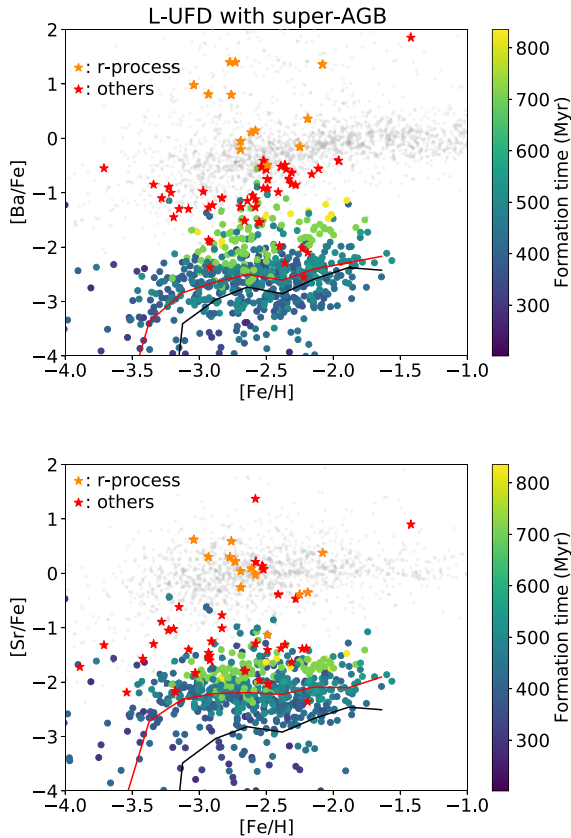 L-UFD with super-AGB
2
★: r-process
★: others
1
0
−1
−2
−3
−4
[Ba/Fe]
−4.0 −3.5 −3.0 −2.5 −2.0 −1.5 −1.0
[Fe/H]
800
700
600
500
400
300
Formation time (Myr)
2
★: r-process
★: others
1
0
−1
−2
−3
−4
[Sr/Fe]
−4.0 −3.5 −3.0 −2.5 −2.0 −1.5 −1.0
[Fe/H]
800
700
600
500
400
300
Formation time (Myr)